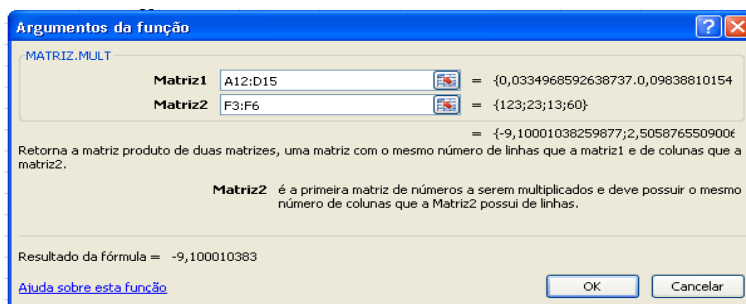 Argumentos da função
MATRIZ.MULT
Matriz1 A12:D15 = {0,0334968592638737.0,09838810154
Matriz2 F3:F6 = {123;23;13;60}
= {-9,10001038259877;2,505876550900€
Retorna a matriz produto de duas matrizes, uma matriz com o mesmo número de linhas que a matriz1 e de colunas que a
matriz2.
Matriz2 é a primeira matriz de números a serem multiplicados e deve possuir o mesmo
número de colunas que a Matriz2 possui de linhas.
Resultado da fórmula = -9,100010383
Ajuda sobre esta função
OK Cancelar